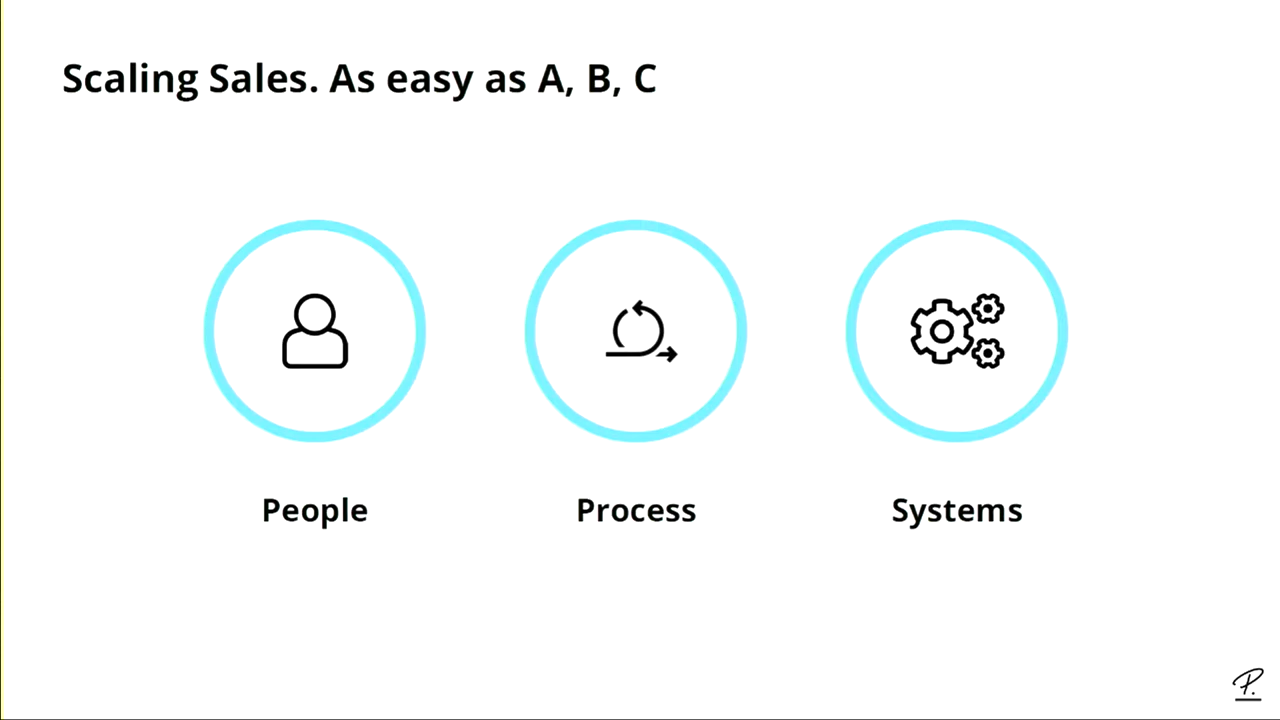 Scaling Sales. As easy as A, B, C
People
Process
Systems
P.